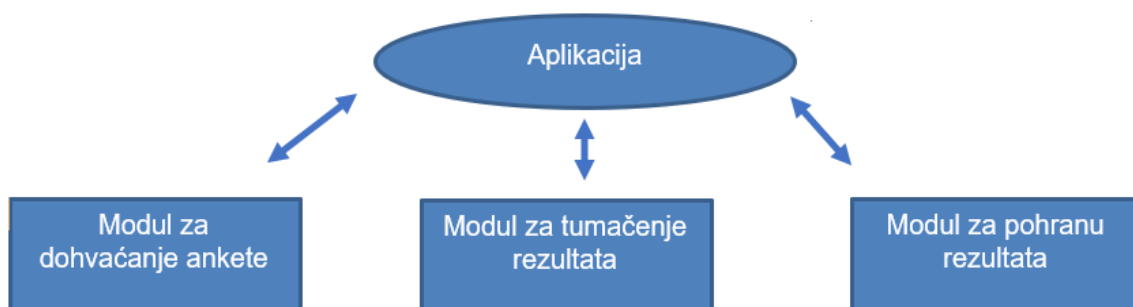 Aplikacija
Modul za
dohvaćanje ankete
Modul za tumačenje
rezultata
Modul za pohranu
rezultata